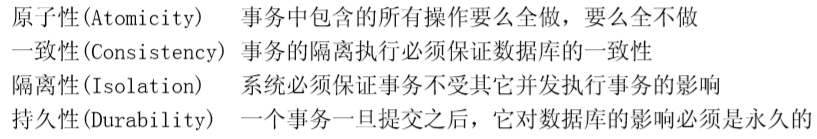 原子性(Atomicity) 事务中包含的所有操作要么全做，要么全不做
一致性(Consistency) 事务的隔离执行必须保证数据库的一致性
隔离性(Isolation) 系统必须保证事务不受其它并发执行事务的影响
持久性(Durability) 一个事务一旦提交之后，它对数据库的影响必须是永久的